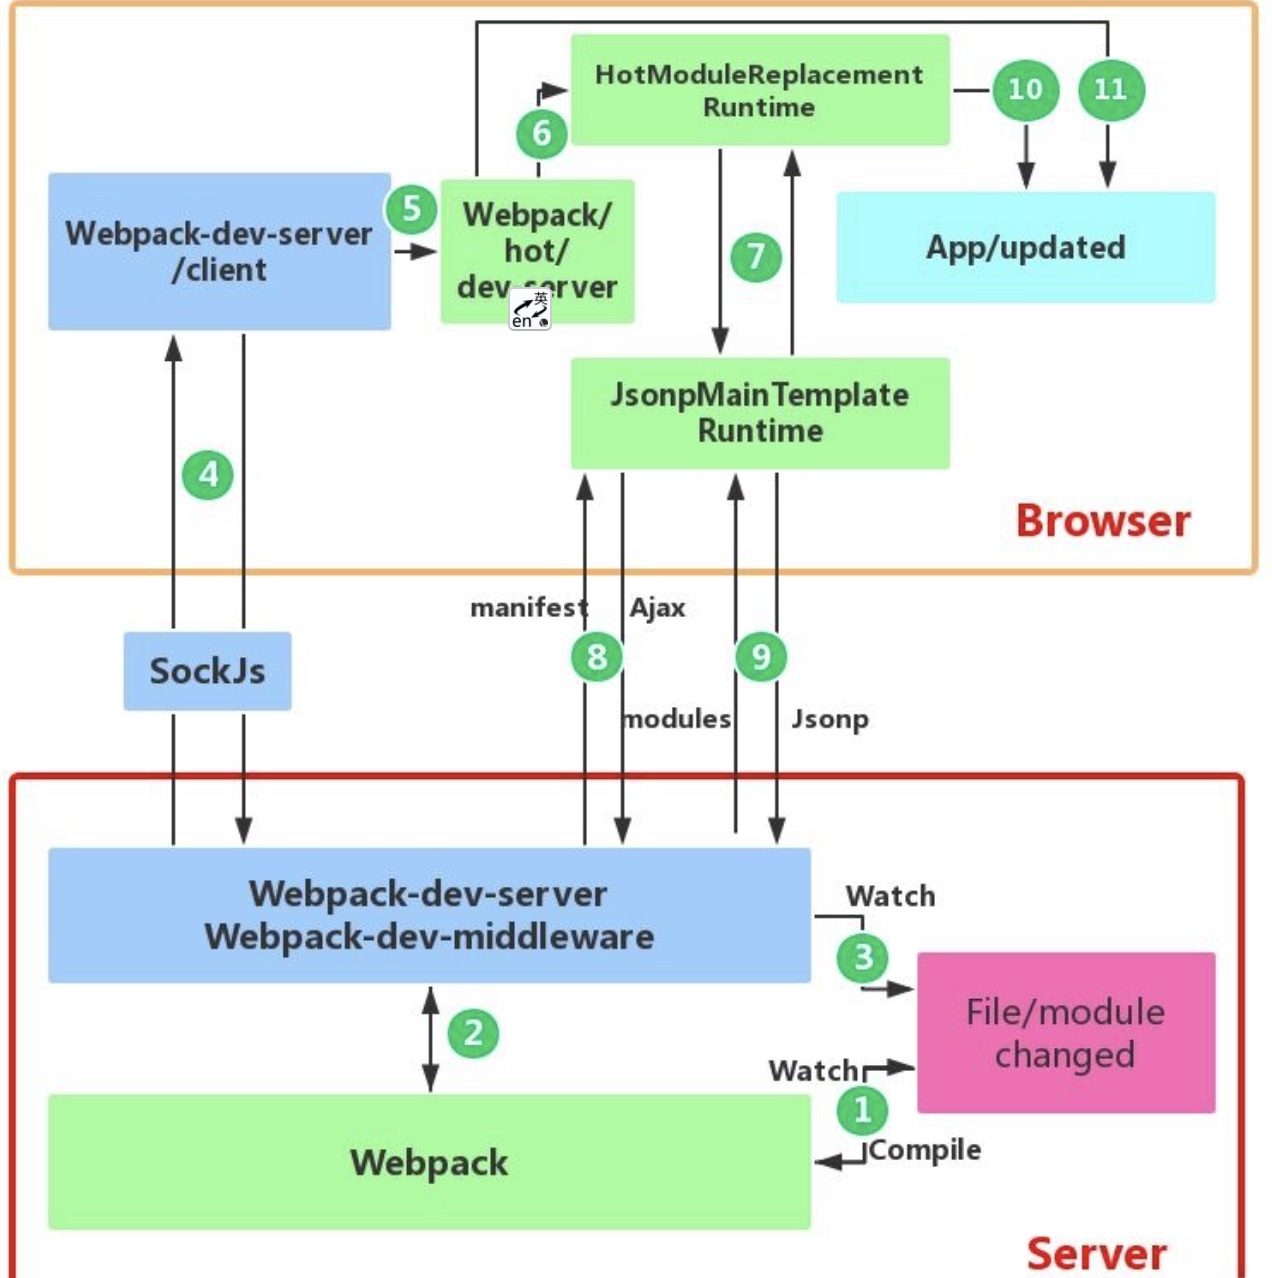 HotModuleReplacement
Runtime
10
11
6
5
Webpack-dev-server
/client
Webpack/
hot/
dev-server
英
en
7
App/updated
JsonpMainTemplate
Runtime
4
Browser
manifest
Ajax
8
9
SockJs
modules
Jsonp
Webpack-dev-server
Webpack-dev-middleware
Watch
3
File/module
changed
2
Watch
1
Compile
Webpack
Server